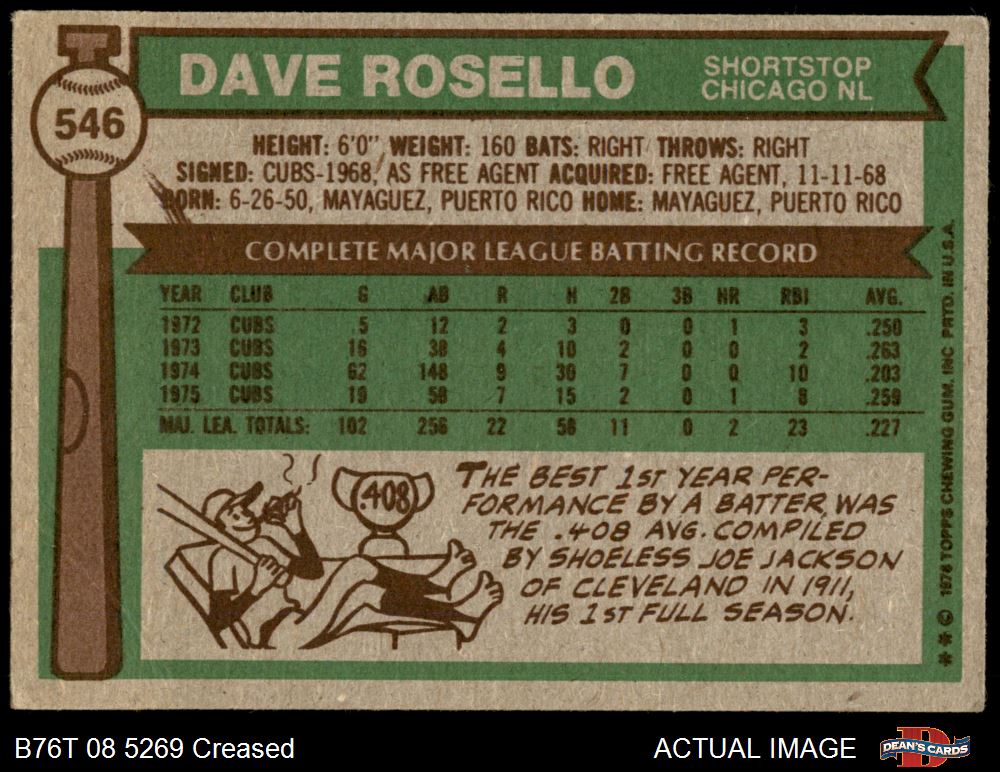 DAVE ROSELLO
SHORTSTOP
CHICAGO NL
546
HEIGHT: 6'0" WEIGHT: 160 BATS: RIGHT THROWS: RIGHT
SIGNED: CUBS-1968, AS FREE AGENT ACQUIRED: FREE AGENT, 11-11-68
BORN: 6-26-50, MAYAGUEZ, PUERTO RICO HOME: MAYAGUEZ, PUERTO RICO
COMPLETE MAJOR LEAGUE BATTING RECORD
YEAR CLUB G AB R H 2B 3B HR RBI AVG.
1972 CUBS 5 12 2 3 0 0 1 3 .250
1973 CUBS 16 38 4 10 2 0 0 2 .263
1974 CUBS 62 148 9 30 7 0 0 10 .203
1975 CUBS 19 58 7 15 2 0 1 8 .259
MAJ. LEA. TOTALS: 102 256 22 58 11 0 2 23 .227
.408
THE BEST 1ST YEAR PER-
FORMANCE BY A BATTER WAS
THE .408 AVG. COMPILED
BY SHOELESS JOE JACKSON
OF CLEVELAND IN 1911,
HIS 1ST FULL SEASON.
* * © 1976 TOPPS CHEWING GUM, INC PRTD. IN U.S.A.
B76T 08 5269 Creased
ACTUAL IMAGE
DEAN'S CARDS